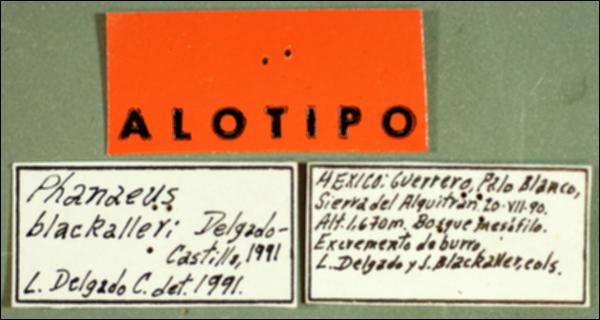 ALOTIPO
Phanaeus
blackalleri Delgado-
Castillo, 1991
L. Delgado C. det. 1991.
MEXICO: Guerrero, Palo Blanco,
Sierra del Alquitrán. 20-VII-90.
Alt. 1,670m. Bosque mesófilo.
Excremento de burro,
L. Delgado y J. Blackaller, cols.